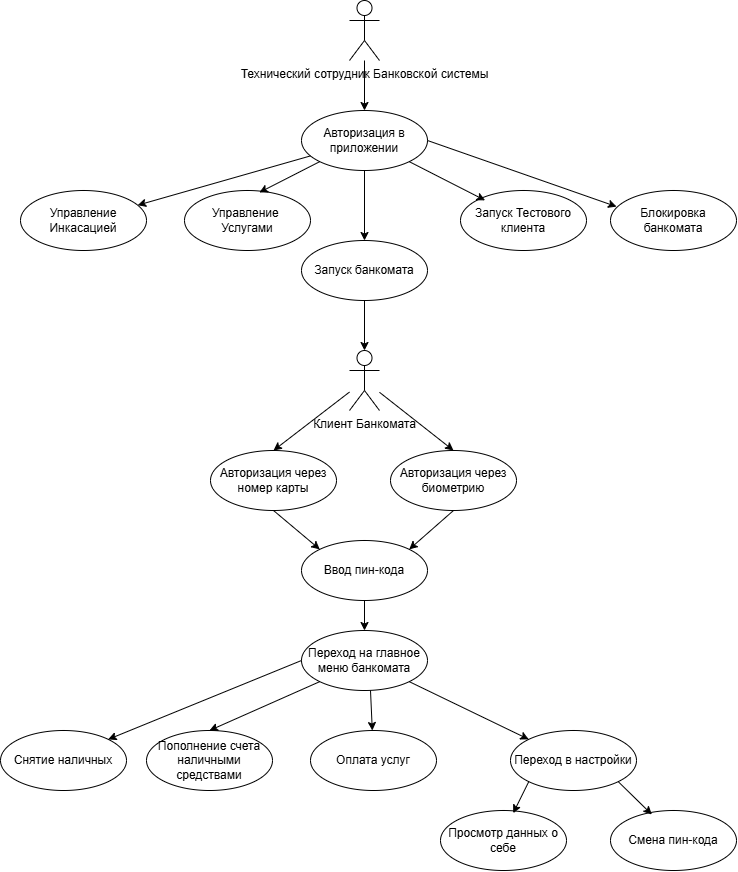 Технический сотрудник Банковской системы
Авторизация в
приложении
Управление
Инкасацией
Управление
Услугами
Запуск Тестового
клиента
Блокировка
банкомата
Запуск банкомата
Клиент Банкомата
Авторизация через
номер карты
Авторизация через
биометрию
Ввод пин-кода
Переход на главное
меню банкомата
Снятие наличных
Пополнение счета
наличными
средствами
Оплата услуг
Переход в настройки
Просмотр данных о
себе
Смена пин-кода